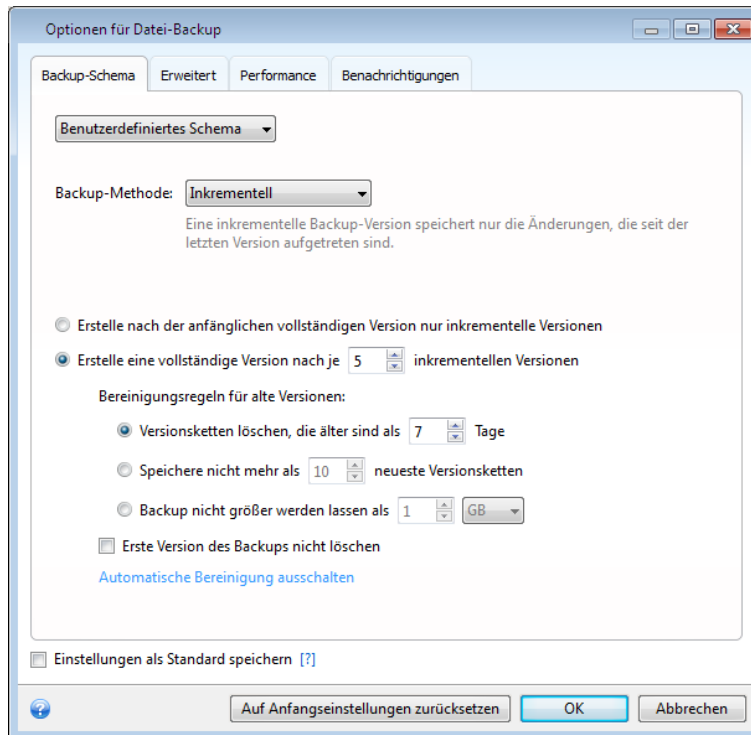 Optionen für Datei-Backup
Backup-Schema Erweitert Performance Benachrichtigungen
Benutzerdefiniertes Schema
Backup-Methode: Inkrementell
Eine inkrementelle Backup-Version speichert nur die Änderungen, die seit der
letzten Version aufgetreten sind.
Erstelle nach der anfänglichen vollständigen Version nur inkrementelle Versionen
Erstelle eine vollständige Version nach je 5 inkrementellen Versionen
Bereinigungsregeln für alte Versionen:
Versionsketten löschen, die älter sind als 7 Tage
Speichere nicht mehr als 10 neueste Versionsketten
Backup nicht größer werden lassen als 1 GB
Erste Version des Backups nicht löschen
Automatische Bereinigung ausschalten
Einstellungen als Standard speichern [?]
? Auf Anfangseinstellungen zurücksetzen OK Abbrechen